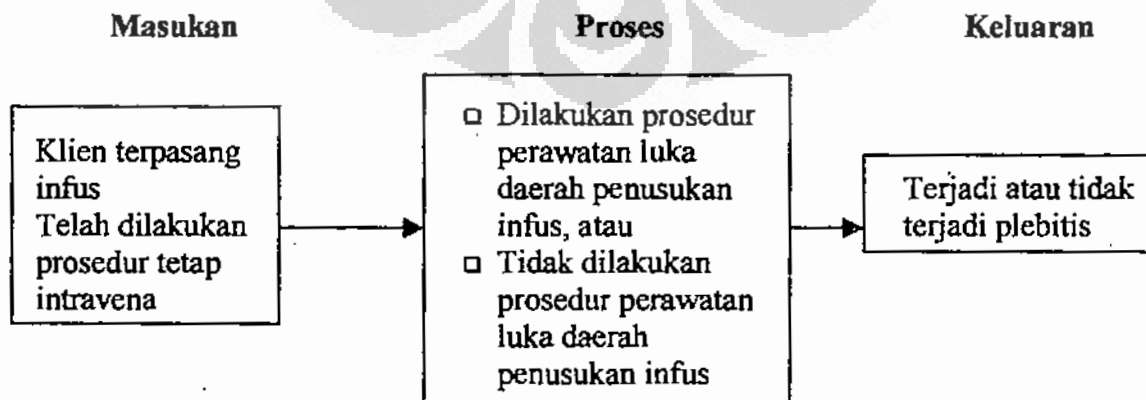 Masukan
Proses
Keluaran
Klien terpasang
infus
Telah dilakukan
prosedur tetap
intravena
□ Dilakukan prosedur
perawatan luka
daerah penusukan
infus, atau
□ Tidak dilakukan
prosedur perawatan
luka daerah
penusukan infus
Terjadi atau tidak
terjadi plebitis